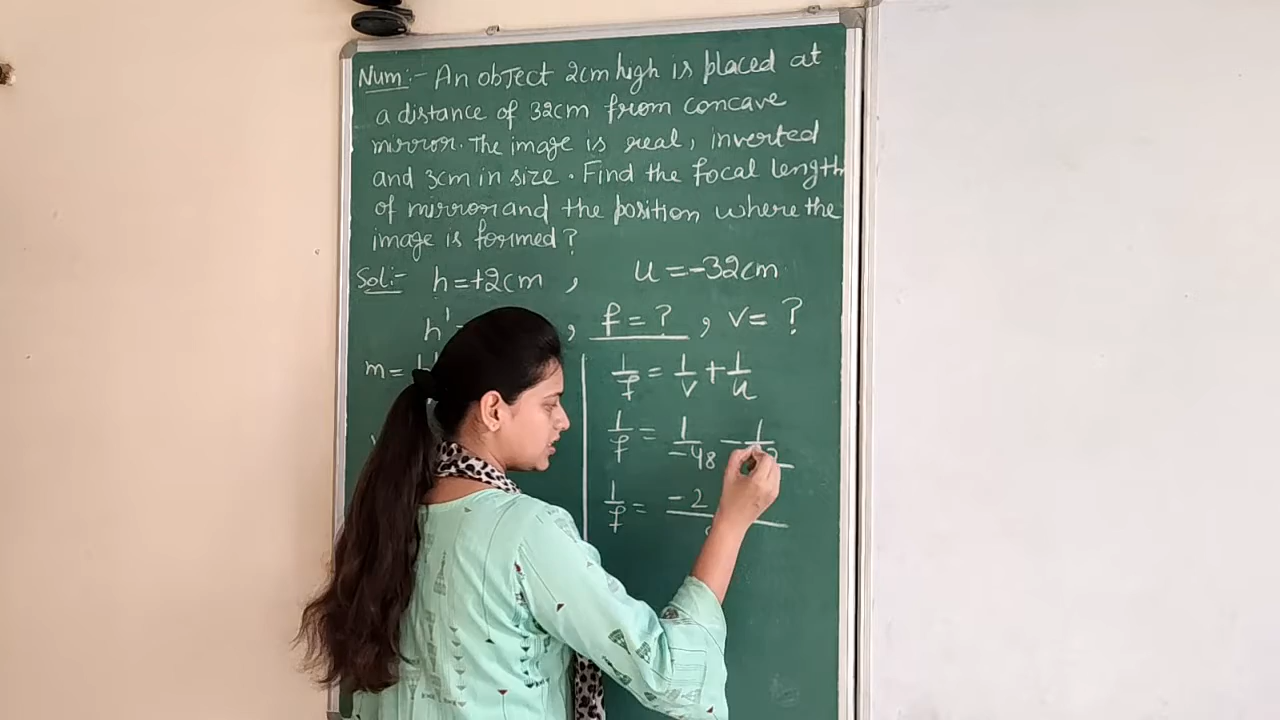 Num:- An object 2cm high is placed at
a distance of 32cm from concave
mirror. The image is real, inverted
and 3cm in size. Find the focal length
of mirror and the position where the
image is formed?
Sol:- h=+2cm, u=-32cm
h' , f=?, v=?
m=
1/f = 1/v + 1/u
1/f = 1/-48 - 1/
1/f = -2